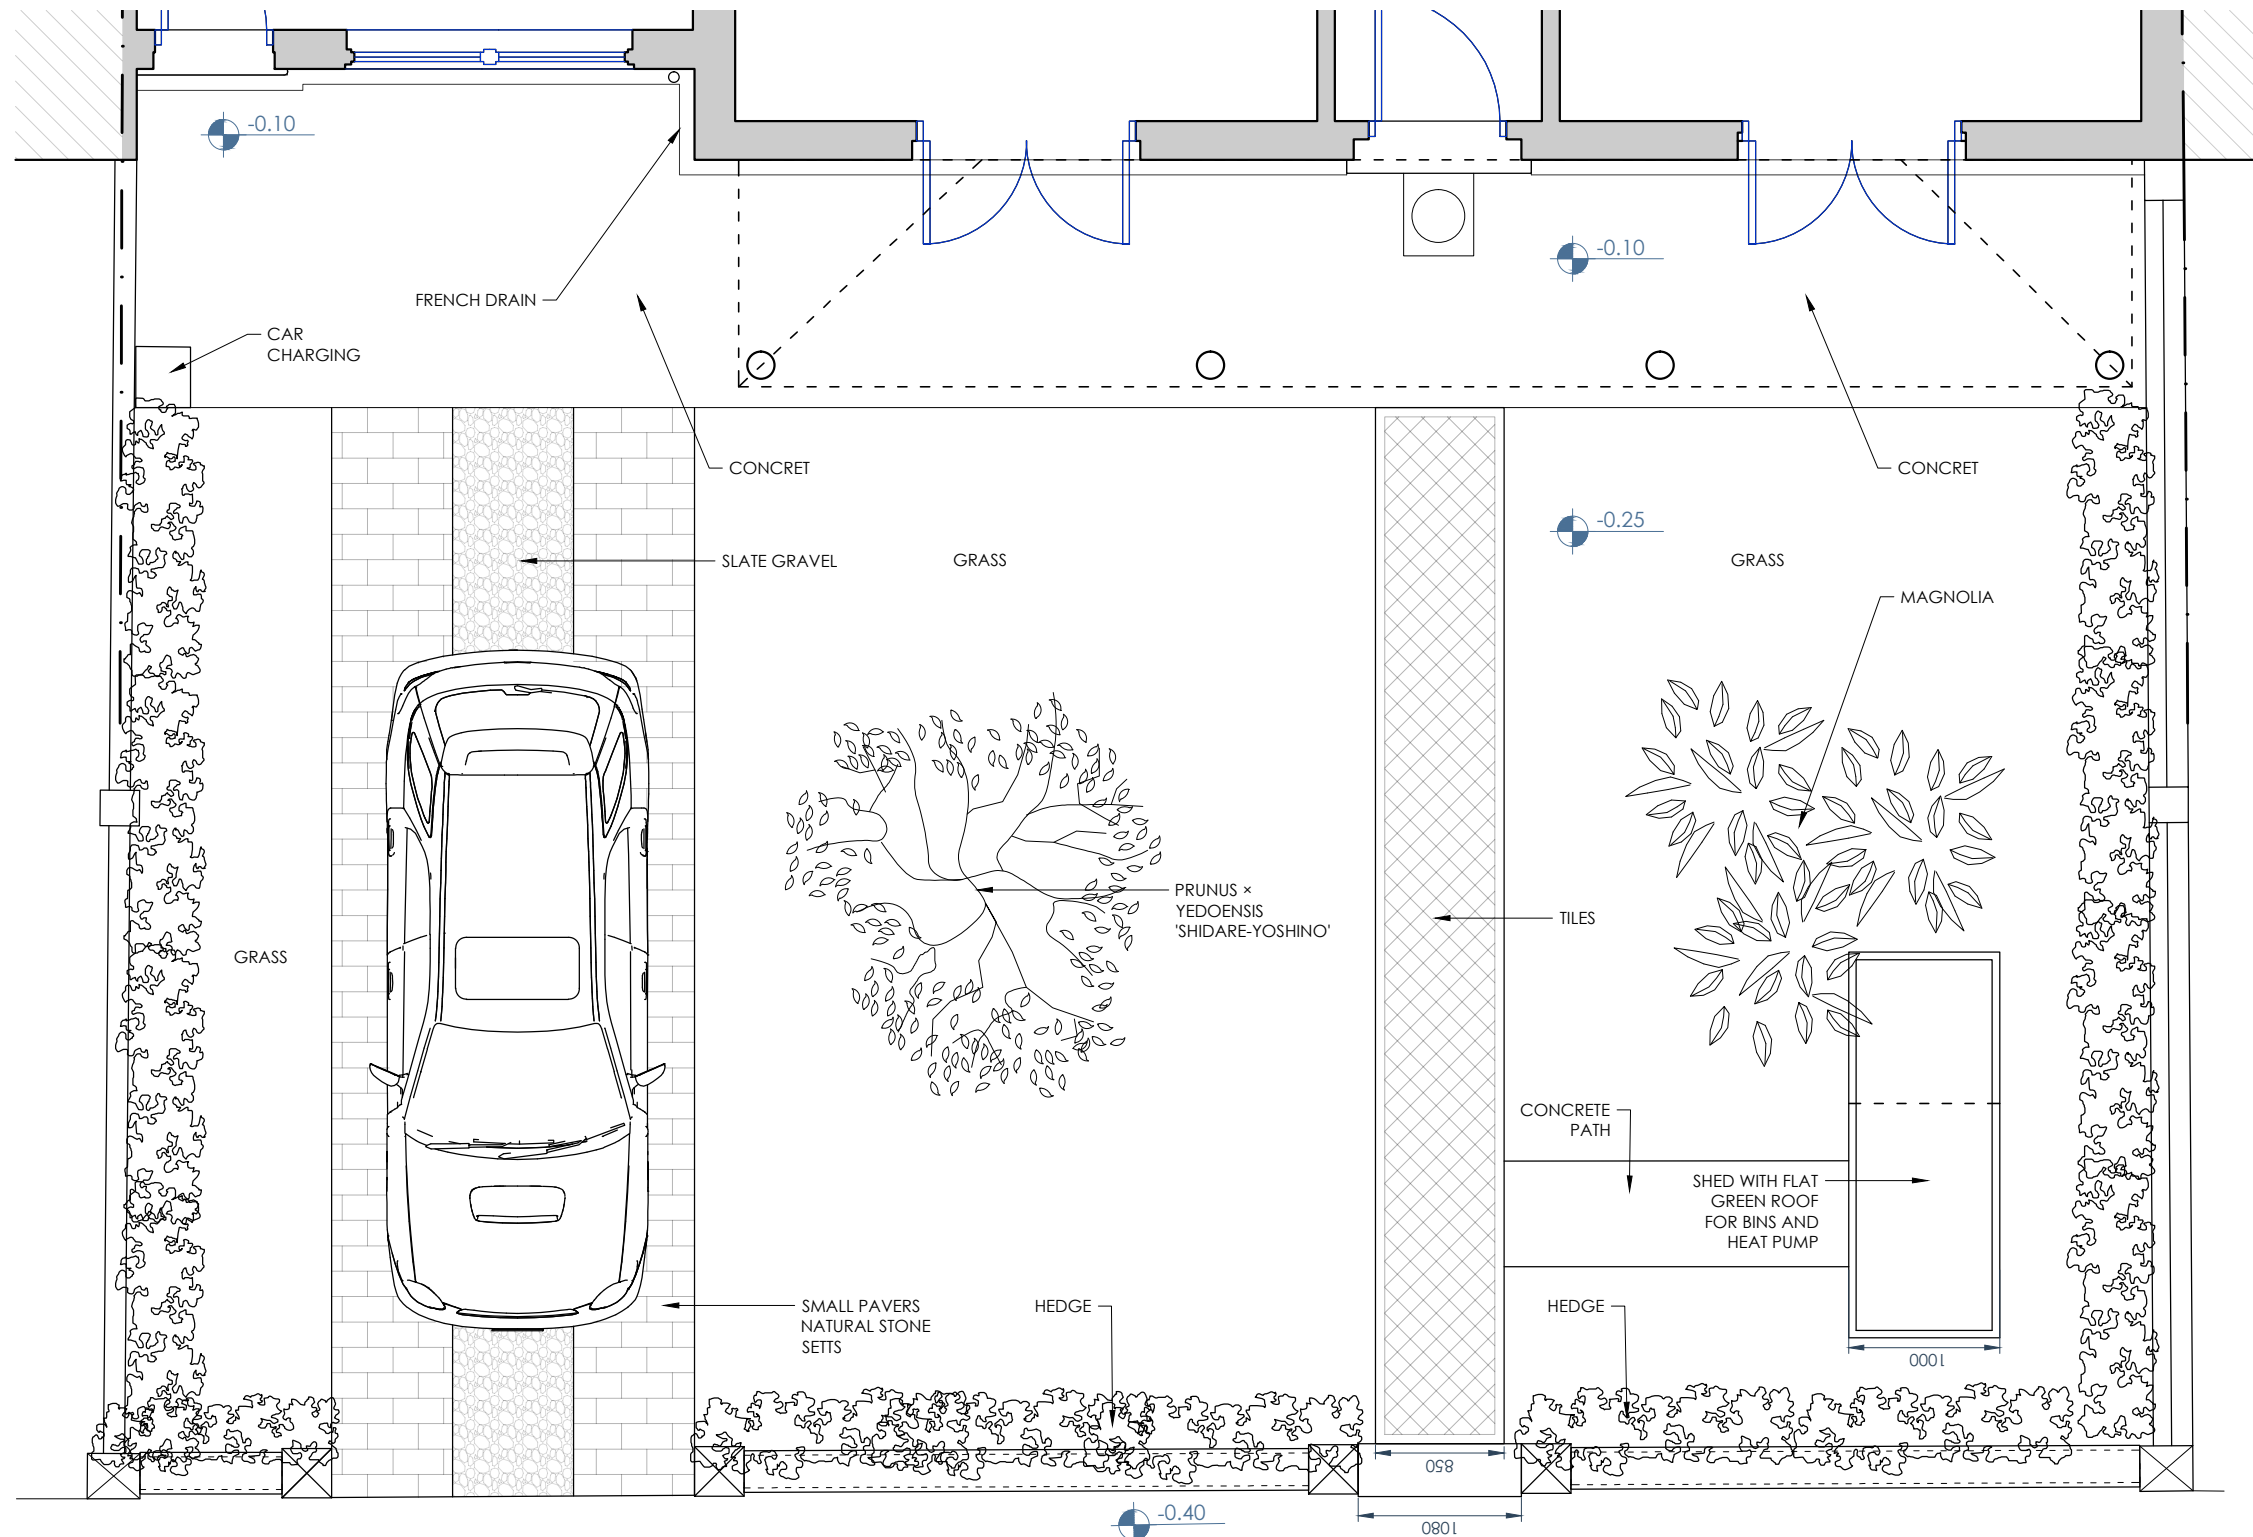 -0.10
-0.10
FRENCH DRAIN
CAR
CHARGING
CONCRET
CONCRET
-0.25
SLATE GRAVEL
GRASS
GRASS
MAGNOLIA
PRUNUS ×
YEDOENSIS
'SHIDARE-YOSHINO'
TILES
GRASS
CONCRETE
PATH
SHED WITH FLAT
GREEN ROOF
FOR BINS AND
HEAT PUMP
SMALL PAVERS
NATURAL STONE
SETTS
HEDGE
HEDGE
1000
850
-0.40
1080